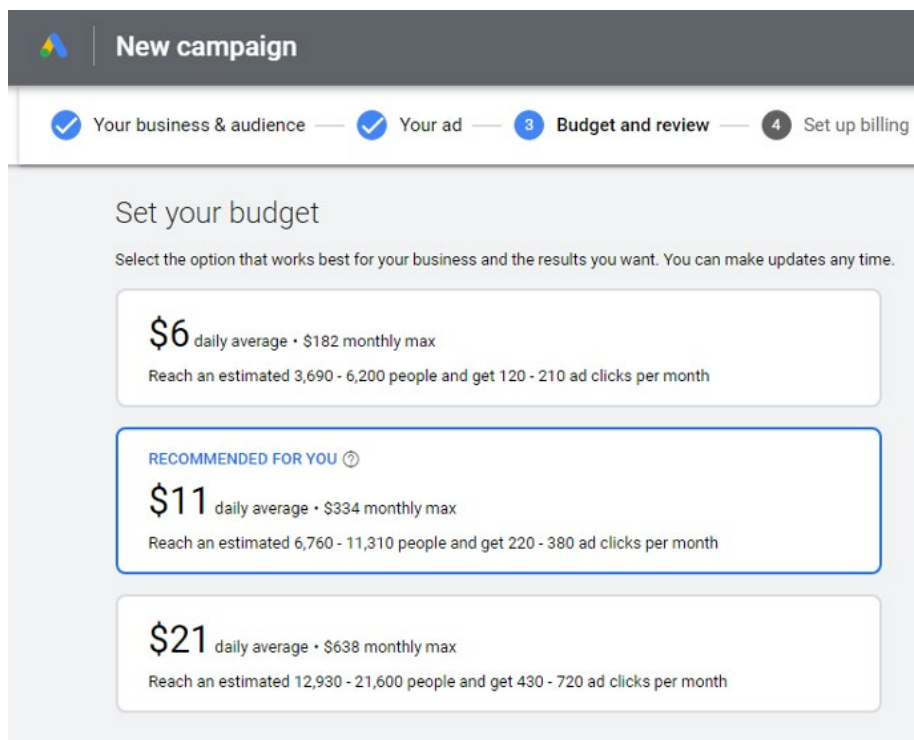 New campaign
Your business & audience
Your ad
3 Budget and review
4 Set up billing
Set your budget
Select the option that works best for your business and the results you want. You can make updates any time.
$6 daily average • $182 monthly max
Reach an estimated 3,690 - 6,200 people and get 120 - 210 ad clicks per month
RECOMMENDED FOR YOU ?
$11 daily average • $334 monthly max
Reach an estimated 6,760 - 11,310 people and get 220 - 380 ad clicks per month
$21 daily average • $638 monthly max
Reach an estimated 12,930 - 21,600 people and get 430 - 720 ad clicks per month